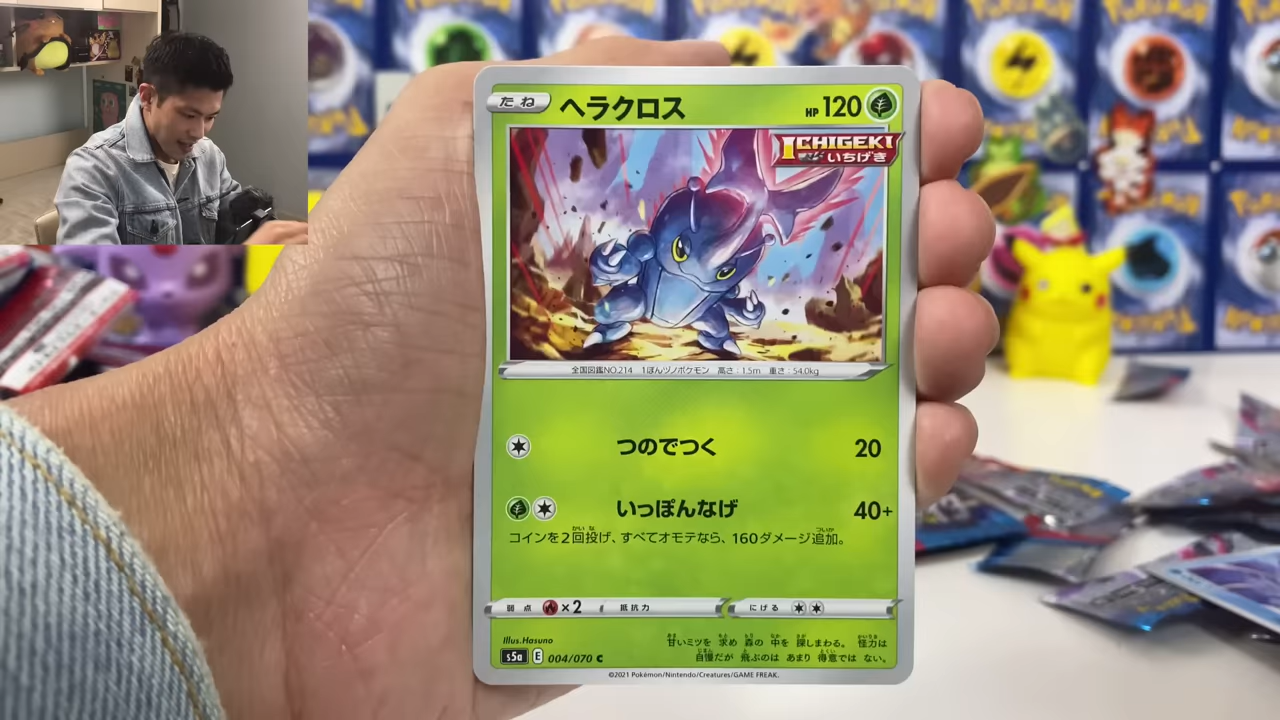 たね ヘラクロス HP 120
ICHIGEKI
いちげき
全国図鑑NO.214 1ぽんヅノポケモン 高さ:1.5m 重さ:54.0kg
つのでつく 20
いっぽんなげ 40+
コインを2回投げ、すべてオモテなら、160ダメージ追加。
弱点 ×2 抵抗力 にげる
Illus.Hasuno
甘いミツを 求め 森の 中を 探しまわる。 怪力は
自慢だが 飛ぶのは あまり 得意では ない。
s5a E 004/070 C
©2021 Pokémon/Nintendo/Creatures/GAME FREAK.